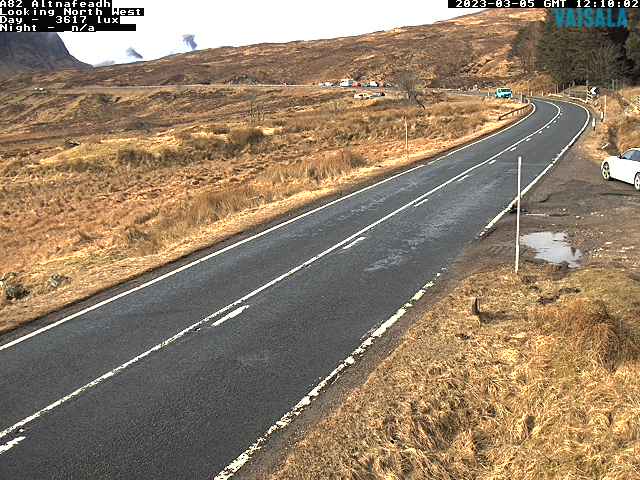 A82 Altnafeadh
Looking North West
Day - 3617 lux
Night - n/a
2023-03-05 GMT 12:10:02
VAISALA